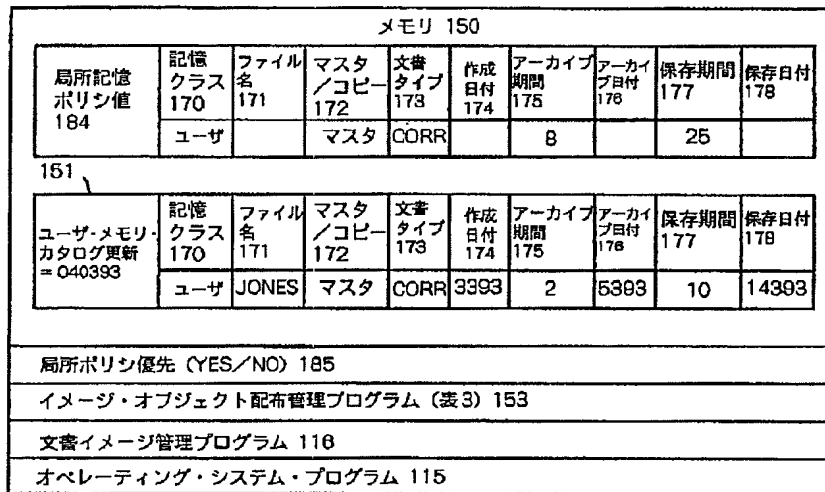 メモリ 150
局所記憶
ポリシ値
184
記憶
クラス
170
ファイル
名
171
マスタ
／コピー
172
文書
タイプ
173
作成
日付
174
アーカイブ
期間
175
アーカイ
ブ日付
176
保存期間
177
保存日付
178
ユーザ
マスタ
CORR
8
25
151
ユーザ・メモリ・
カタログ更新
= 040393
記憶
クラス
170
ファイル
名
171
マスタ
／コピー
172
文書
タイプ
173
作成
日付
174
アーカイブ
期間
175
アーカイ
ブ日付
176
保存期間
177
保存日付
178
ユーザ
JONES
マスタ
CORR
3393
2
5393
10
14393
局所ポリシ優先（YES／NO）185
イメージ・オブジェクト配布管理プログラム（表3）153
文書イメージ管理プログラム 116
オペレーティング・システム・プログラム 115